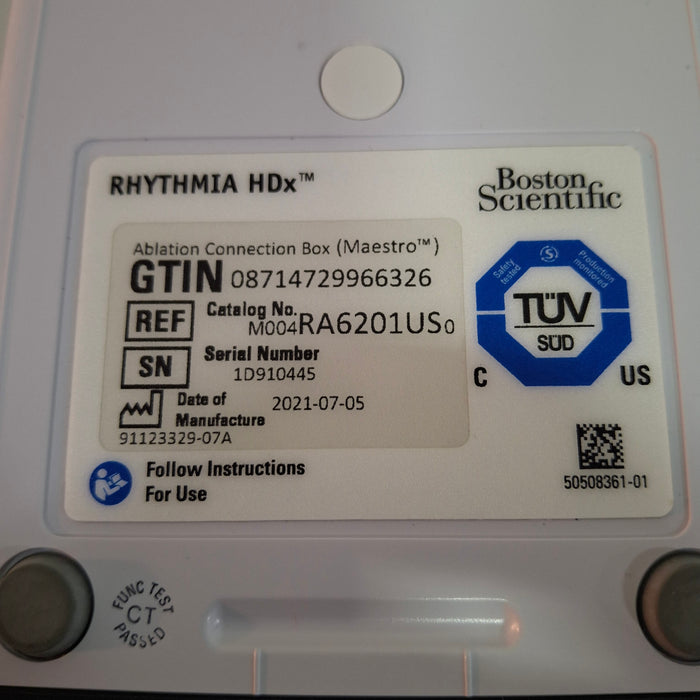 RHYTHMIA HDx™
Boston
Scientific
Ablation Connection Box (Maestro™)
GTIN 08714729966326
REF Catalog No.
M004RA6201US0
SN Serial Number
1D910445
Date of
Manufacture
2021-07-05
91123329-07A
Safety
tested
S
Production
monitored
TÜV
SÜD
C US
50508361-01
Follow Instructions
For Use
FUNC TEST
CT
PASSED